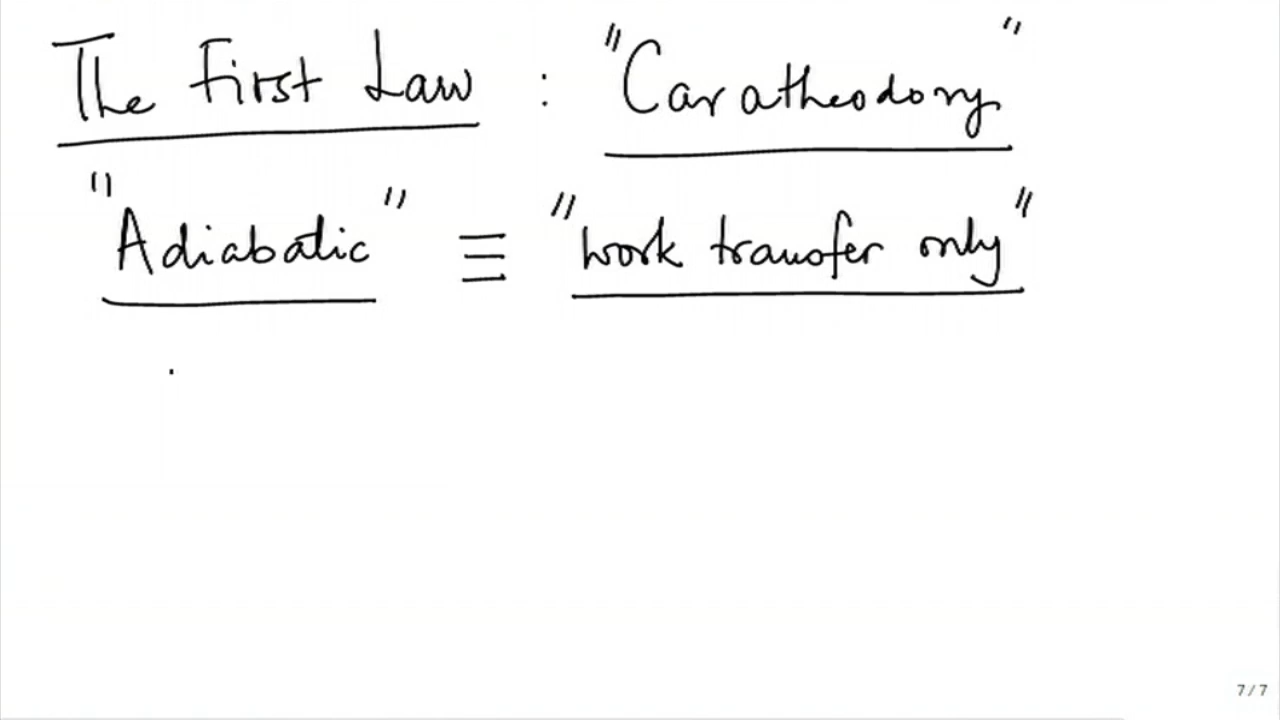 The First Law : "Caratheodory"
"Adiabatic" ≡ "work transfer only"
7/7